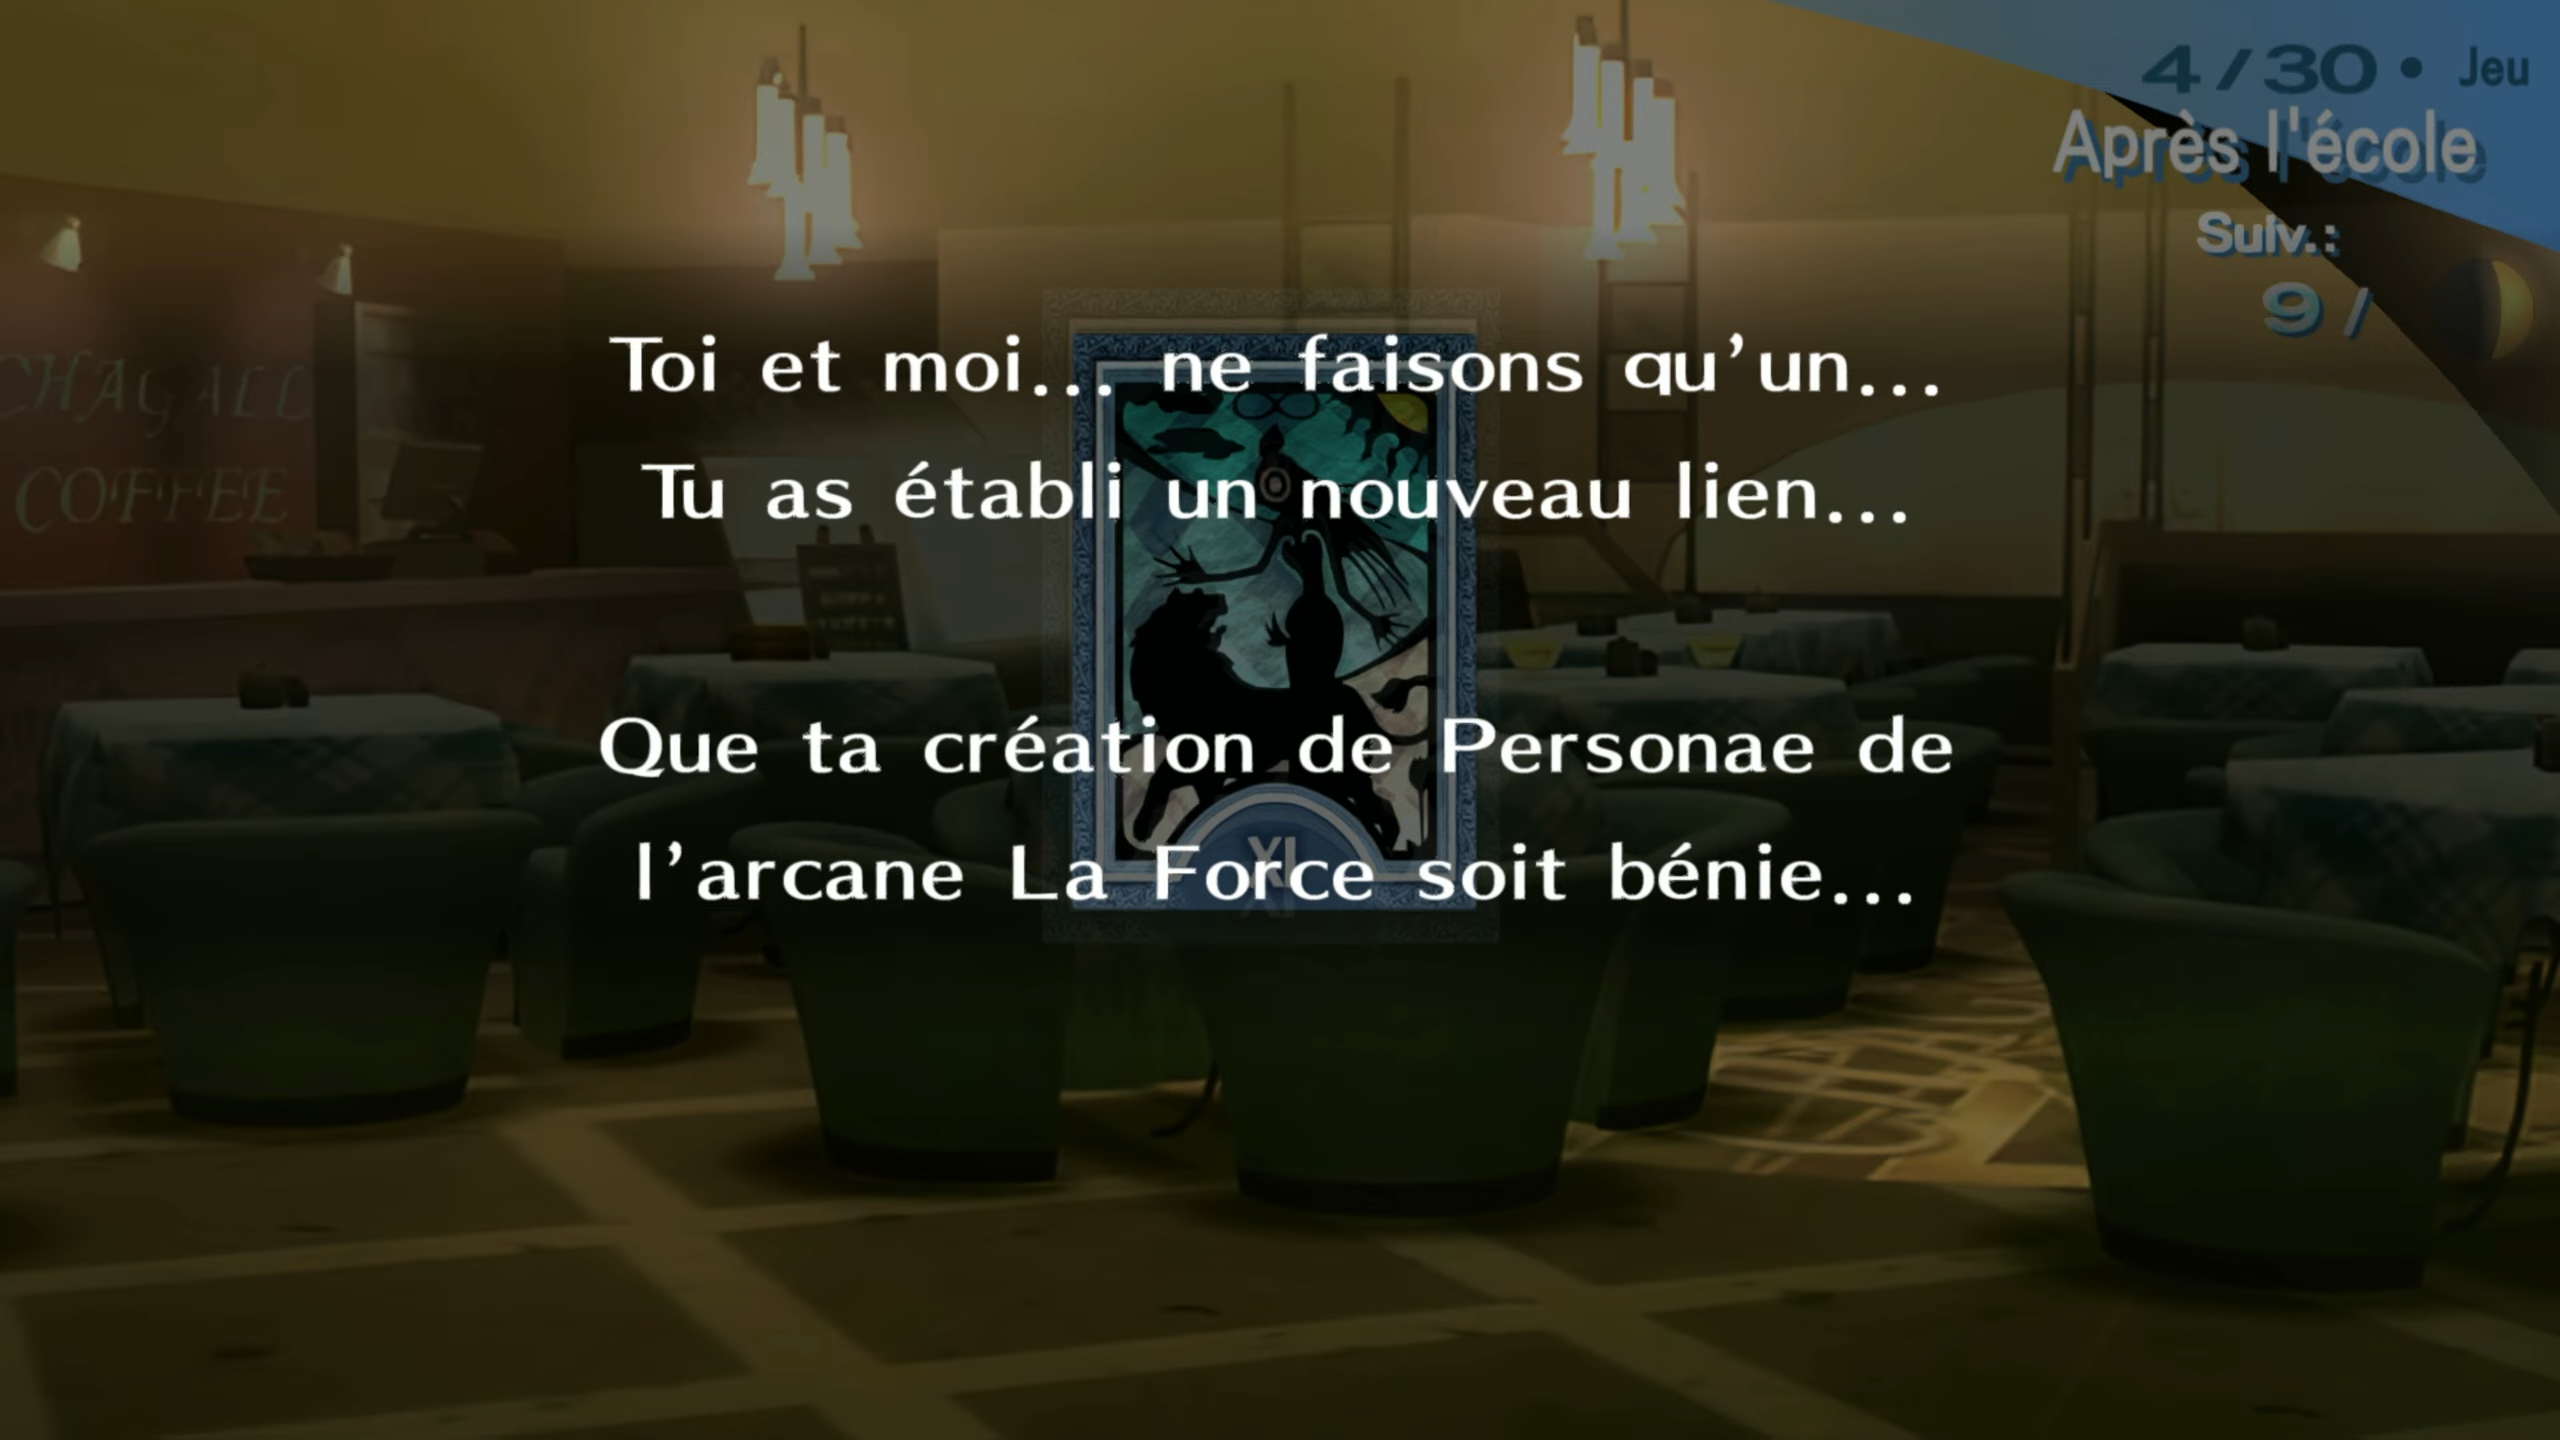 4/30 • Jeu
Après l'école
Suiv.:
9/
CHAGALL
COFFEE
Toi et moi... ne faisons qu'un...
Tu as établi un nouveau lien...
Que ta création de Personae de
l'arcane La Force soit bénie...
XI